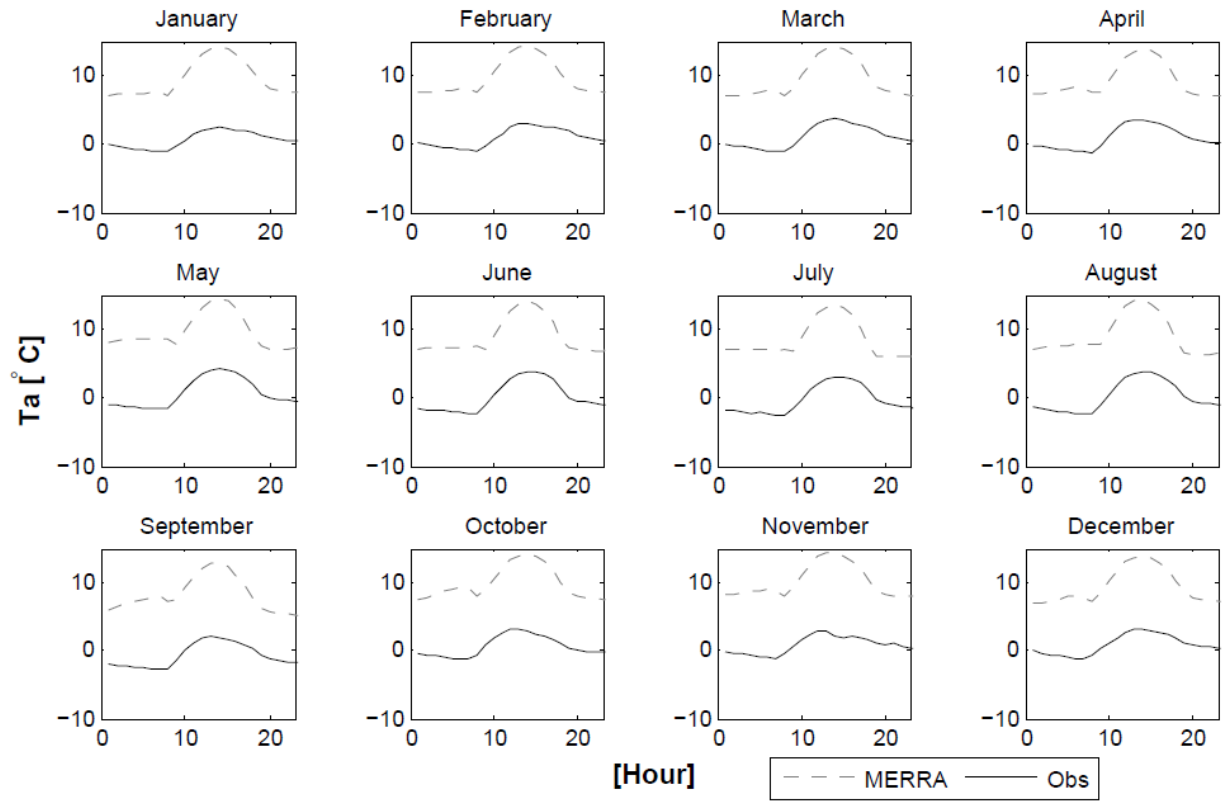 January February March April
10 10 10 10
0 0 0 0
−10 −10 −10 −10
0 10 20 0 10 20 0 10 20 0 10 20
May June July August
10 10 10 10
0 0 0 0
−10 −10 −10 −10
0 10 20 0 10 20 0 10 20 0 10 20
Ta [° C]
September October November December
10 10 10 10
0 0 0 0
−10 −10 −10 −10
0 10 20 0 10 20 0 10 20 0 10 20
[Hour]
MERRA Obs